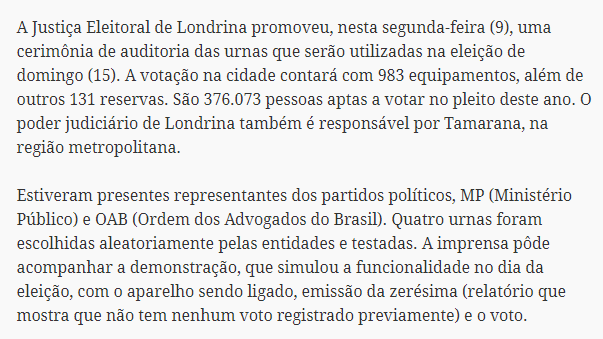 A Justiça Eleitoral de Londrina promoveu, nesta segunda-feira (9), uma
cerimônia de auditoria das urnas que serão utilizadas na eleição de
domingo (15). A votação na cidade contará com 983 equipamentos, além de
outros 131 reservas. São 376.073 pessoas aptas a votar no pleito deste ano. O
poder judiciário de Londrina também é responsável por Tamarana, na
região metropolitana.
Estiveram presentes representantes dos partidos políticos, MP (Ministério
Público) e OAB (Ordem dos Advogados do Brasil). Quatro urnas foram
escolhidas aleatoriamente pelas entidades e testadas. A imprensa pôde
acompanhar a demonstração, que simulou a funcionalidade no dia da
eleição, com o aparelho sendo ligado, emissão da zerésima (relatório que
mostra que não tem nenhum voto registrado previamente) e o voto.